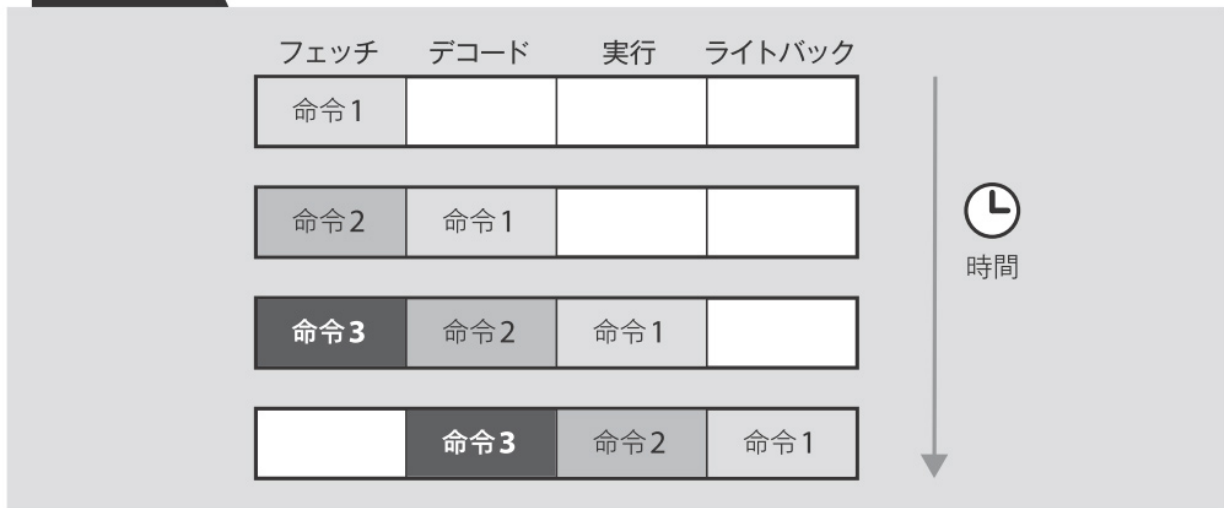 フェッチ デコード 実行 ライトバック
命令1
命令2 命令1
時間
命令3 命令2 命令1
命令3 命令2 命令1